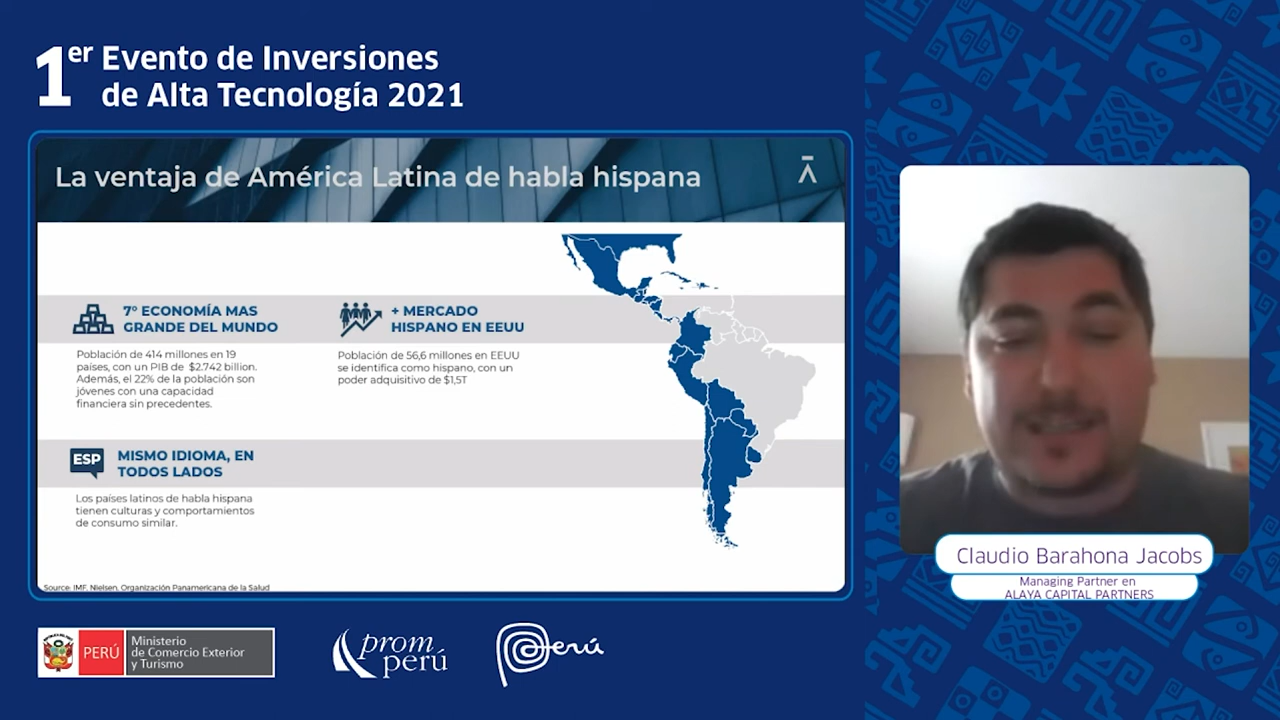 1er Evento de Inversiones
de Alta Tecnología 2021
La ventaja de América Latina de habla hispana
7° ECONOMÍA MAS
GRANDE DEL MUNDO
Población de 414 millones en 19
países, con un PIB de $2.742 billion.
Además, el 22% de la población son
jóvenes con una capacidad
financiera sin precedentes.
+ MERCADO
HISPANO EN EEUU
Población de 56,6 millones en EEUU
se identifica como hispano, con un
poder adquisitivo de $1,5T
ESP
MISMO IDIOMA, EN
TODOS LADOS
Los países latinos de habla hispana
tienen culturas y comportamientos
de consumo similar.
Source: IMF, Nielsen, Organización Panamericana de la Salud
Claudio Barahona Jacobs
Managing Partner en
ALAYA CAPITAL PARTNERS
PERÚ
Ministerio
de Comercio Exterior
y Turismo
prom
perú
Perú